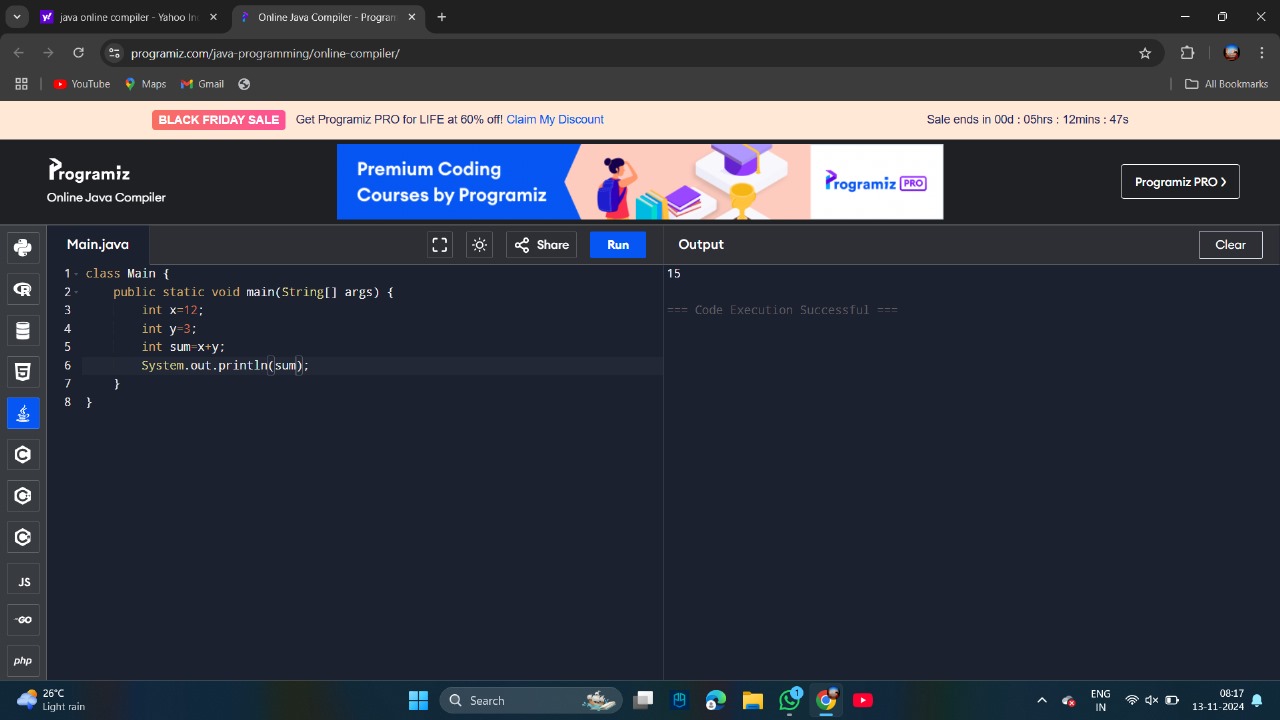 java online compiler - Yahoo In
Online Java Compiler - Program
programiz.com/java-programming/online-compiler/
YouTube
Maps
Gmail
All Bookmarks
BLACK FRIDAY SALE Get Programiz PRO for LIFE at 60% off! Claim My Discount
Sale ends in 00d : 05hrs : 12mins : 47s
Programiz
Online Java Compiler
Premium Coding
Courses by Programiz
Programiz PRO
Programiz PRO >
Main.java
Share
Run
Output
Clear
1 class Main {
2 public static void main(String[] args) {
3 int x=12;
4 int y=3;
5 int sum=x+y;
6 System.out.println(sum);
7 }
8 }
15
=== Code Execution Successful ===
R
5
C
C
C
JS
GO
php
26°C
Light rain
Search
1
ENG
IN
08:17
13-11-2024